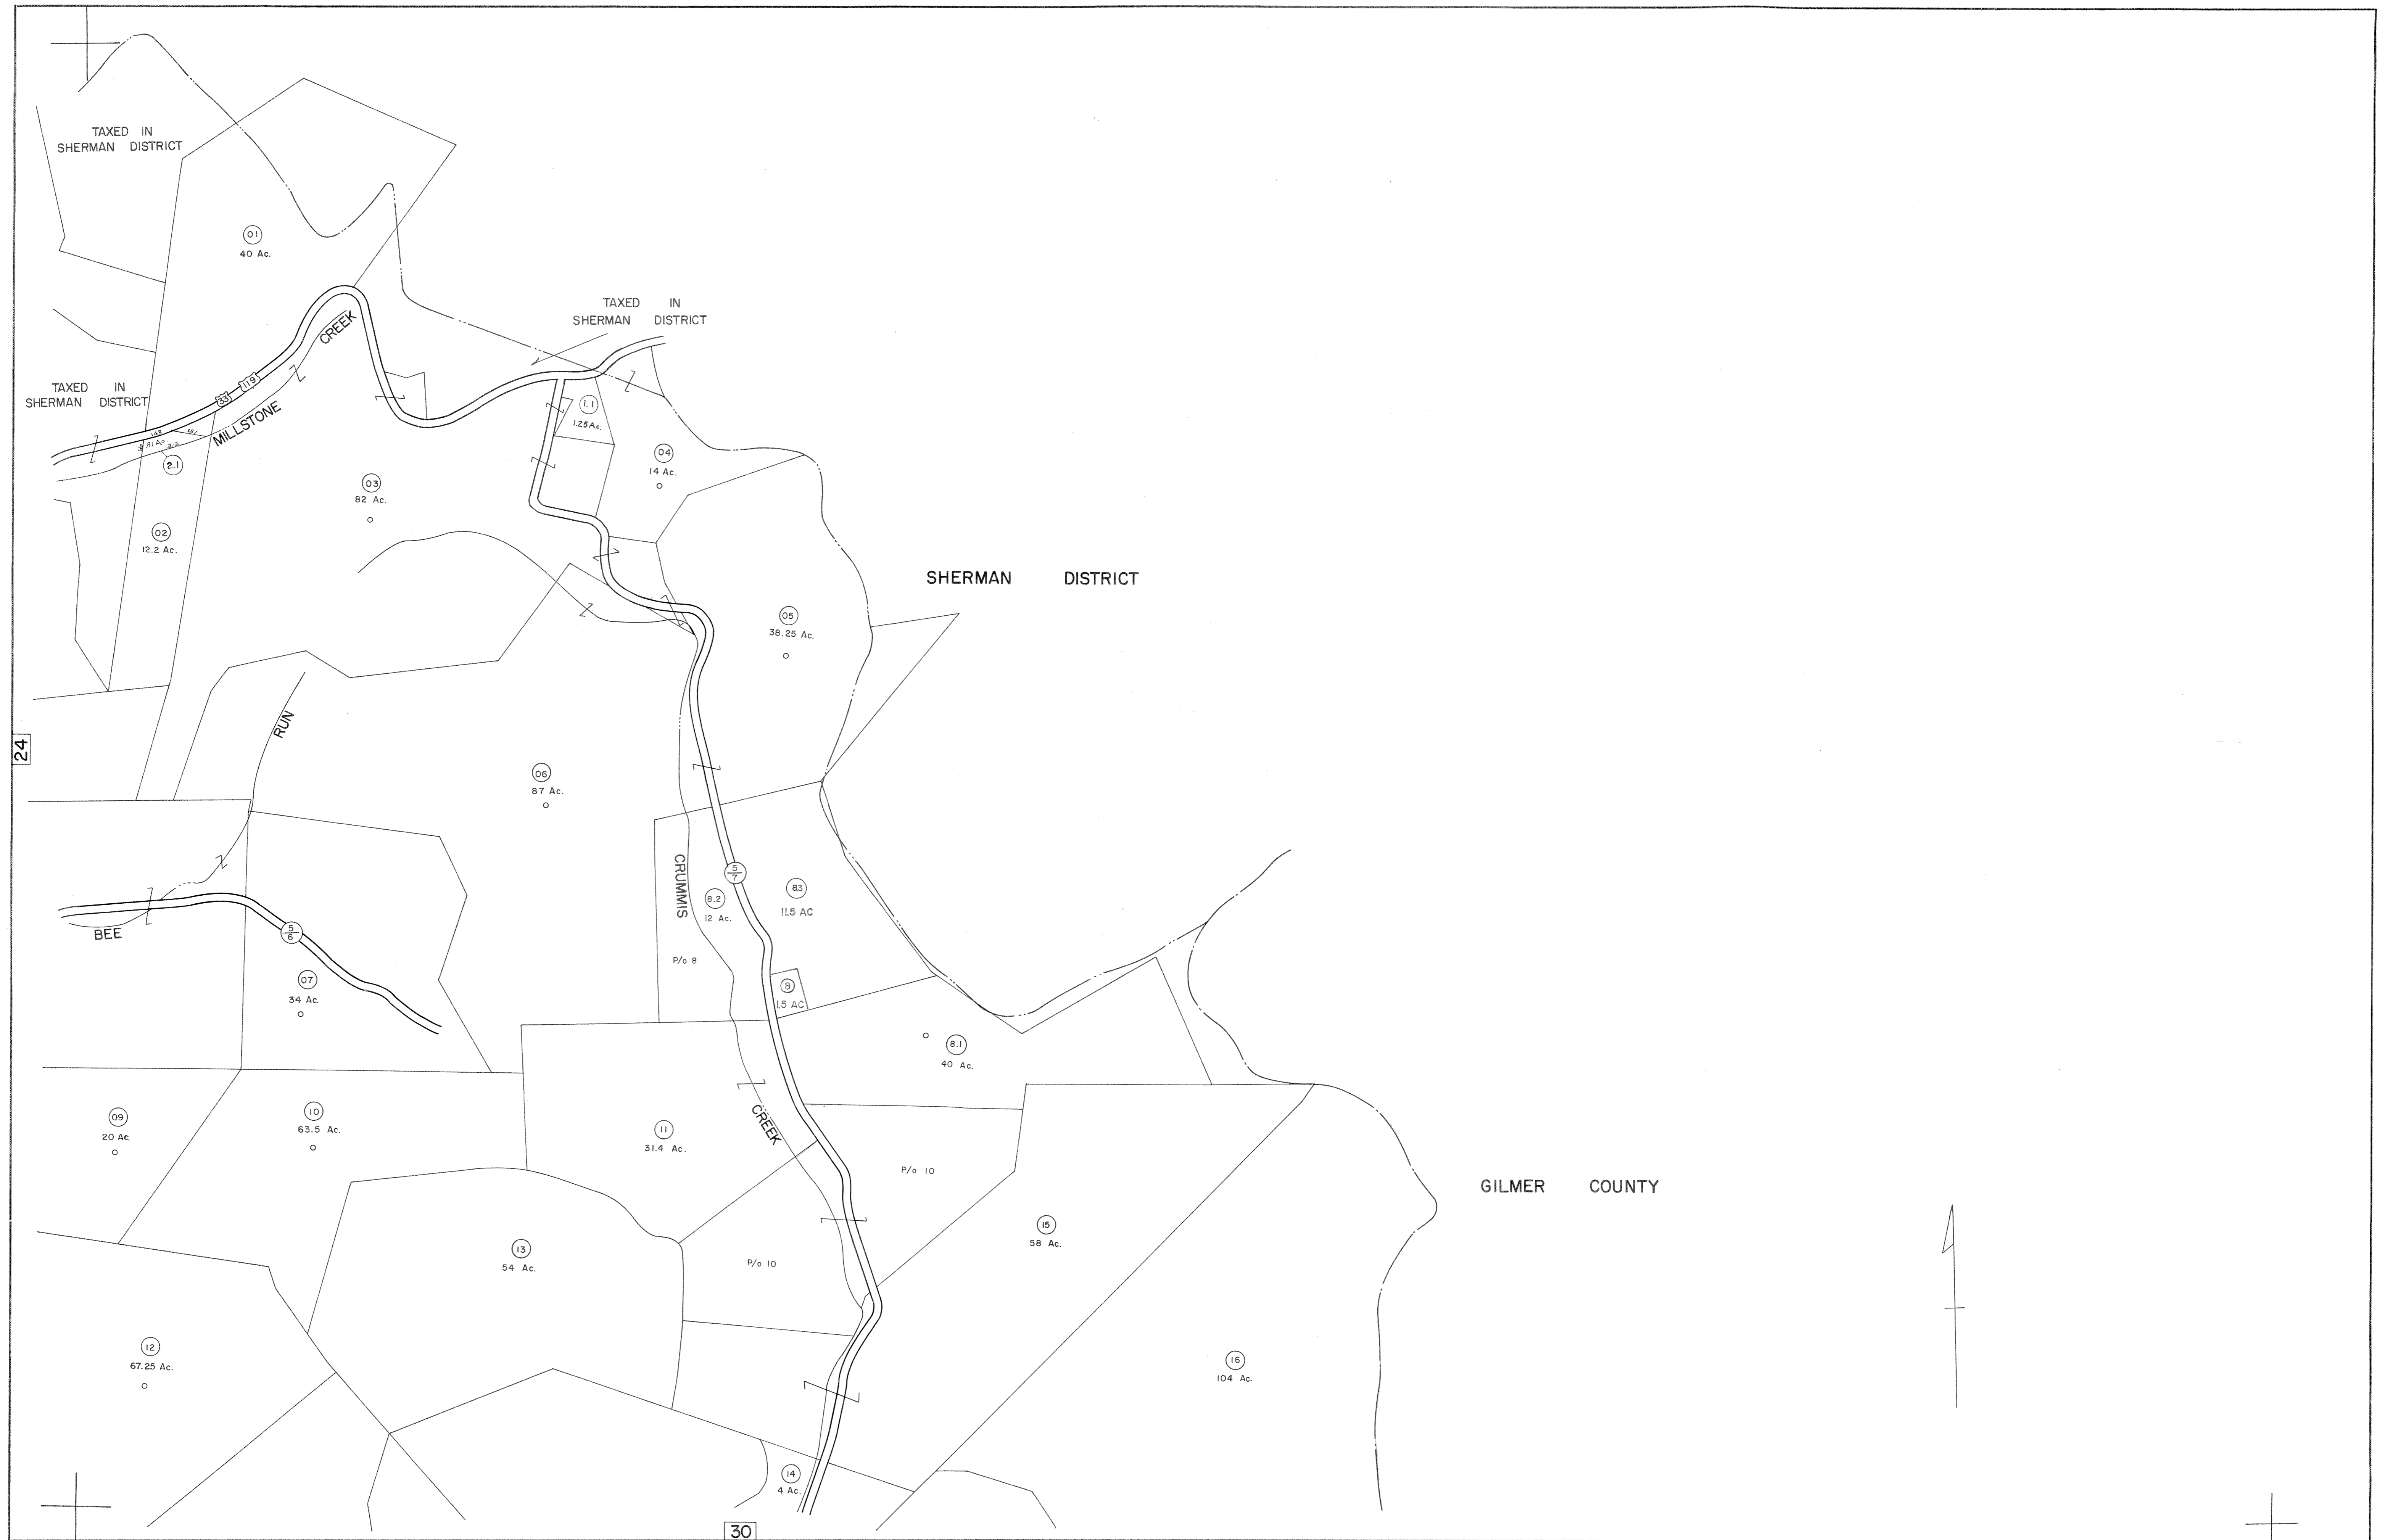 TAXED IN
SHERMAN DISTRICT
01
40 Ac.
TAXED IN
SHERMAN DISTRICT
CREEK
TAXED IN
SHERMAN DISTRICT
119
33
MILLSTONE
148
181
.81 Ac.
2.1
1.1
1.25 Ac.
04
14 Ac.
03
82 Ac.
02
12.2 Ac.
SHERMAN DISTRICT
05
38.25 Ac.
RUN
24
06
87 Ac.
CRUMMIS
5
7
8.2
12 Ac.
8.3
11.5 AC
BEE
5
6
P/o 8
07
34 Ac.
8
1.5 AC
8.1
40 Ac.
09
20 Ac.
10
63.5 Ac.
CREEK
11
31.4 Ac.
P/o 10
GILMER COUNTY
15
58 Ac.
13
54 Ac.
P/o 10
12
67.25 Ac.
16
104 Ac.
14
4 Ac.
30